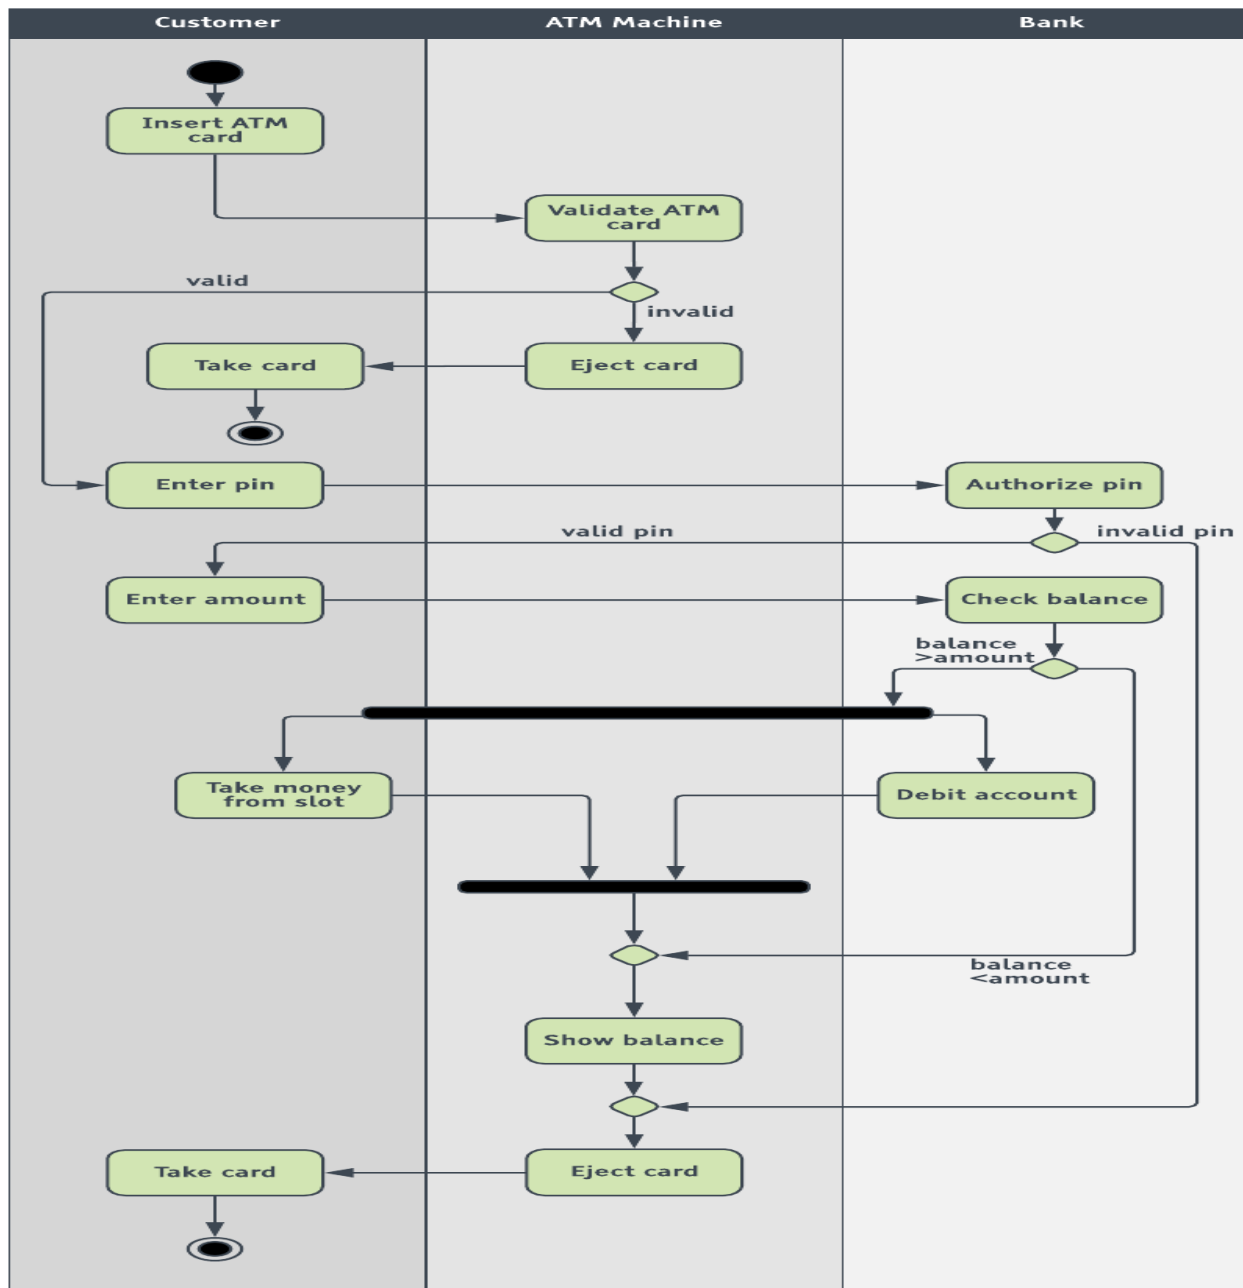 Customer
ATM Machine
Bank
Insert ATM
card
Validate ATM
card
valid
invalid
Take card
Eject card
Enter pin
Authorize pin
valid pin
invalid pin
Enter amount
Check balance
balance
>amount
Take money
from slot
Debit account
balance
<amount
Show balance
Take card
Eject card